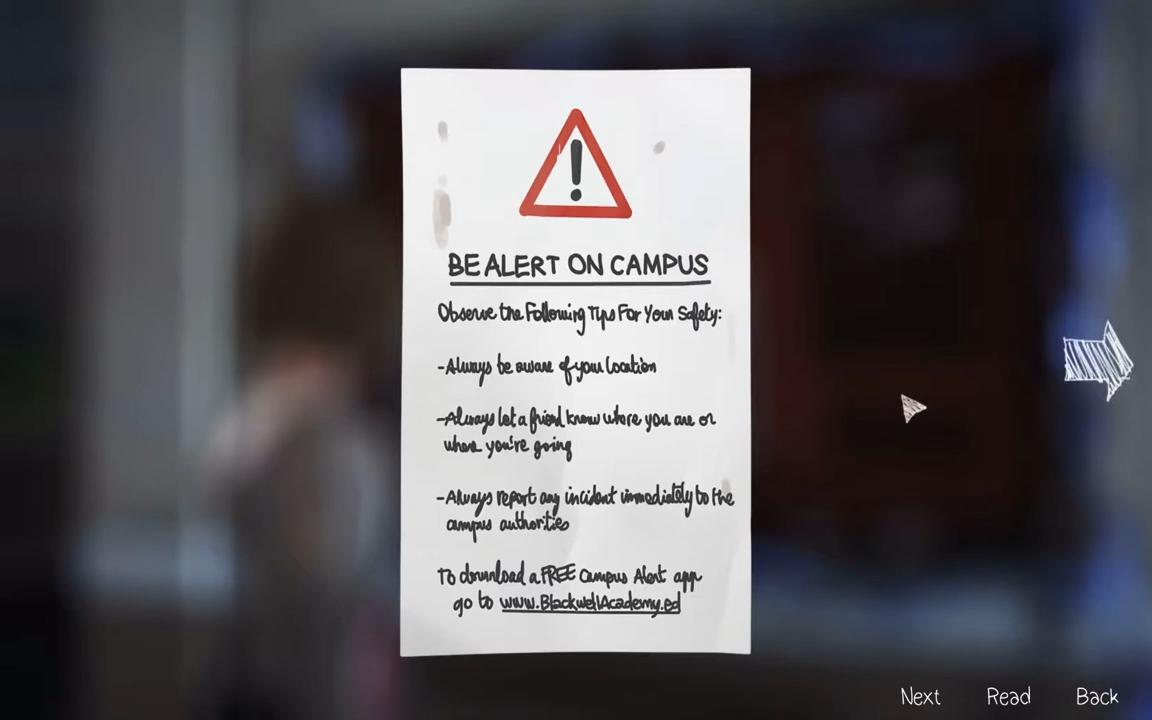 !
BE ALERT ON CAMPUS
Observe the Following Tips For Your Safety:
-Always be aware of your location
-Always let a friend know where you are or
where you're going
-Always report any incident immediately to the
campus authorities
To download a FREE Campus Alert app
go to www.BlackwellAcademy.ed
Next Read Back